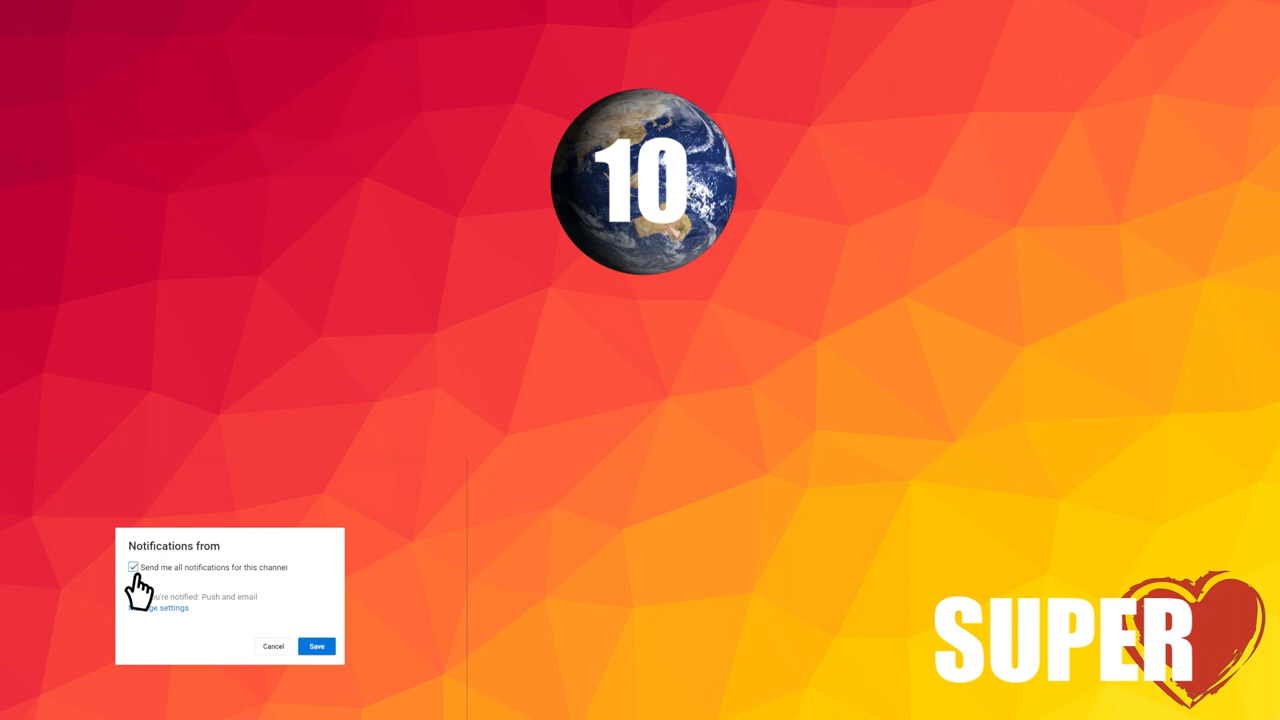 10
Notifications from
Send me all notifications for this channel
you're notified: Push and email
settings
Cancel
Save
SUPER